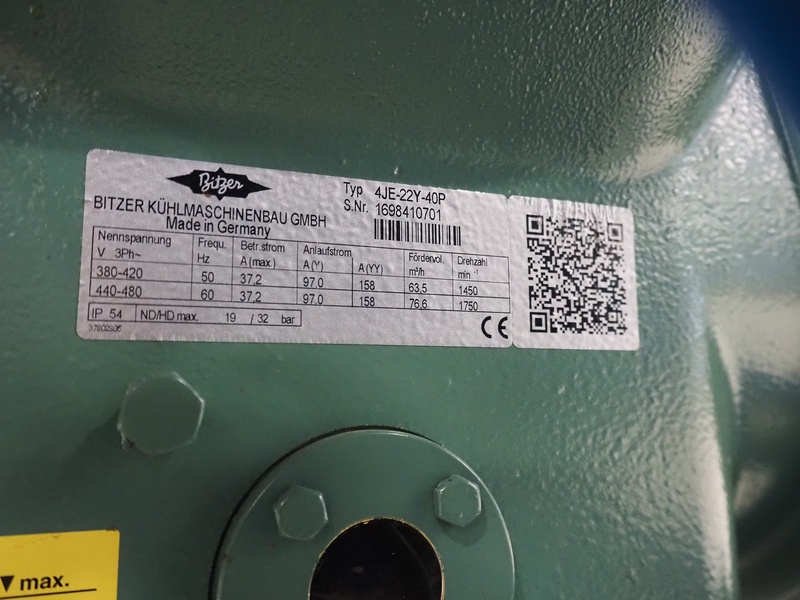 Bitzer
BITZER KÜHLMASCHINENBAU GMBH
Made in Germany
Typ 4JE-22Y-40P
S.Nr. 1698410701
Nennspannung Frequ. Betr.strom Anlaufstrom Fördervol. Drehzahl
V 3Ph~ Hz A (max) A (Y) A (YY) m³/h min⁻¹
380-420 50 37,2 97.0 158 63,5 1450
440-480 60 37,2 97.0 158 76,6 1750
IP 54 ND/HD max. 19 / 32 bar
CE
▼ max.